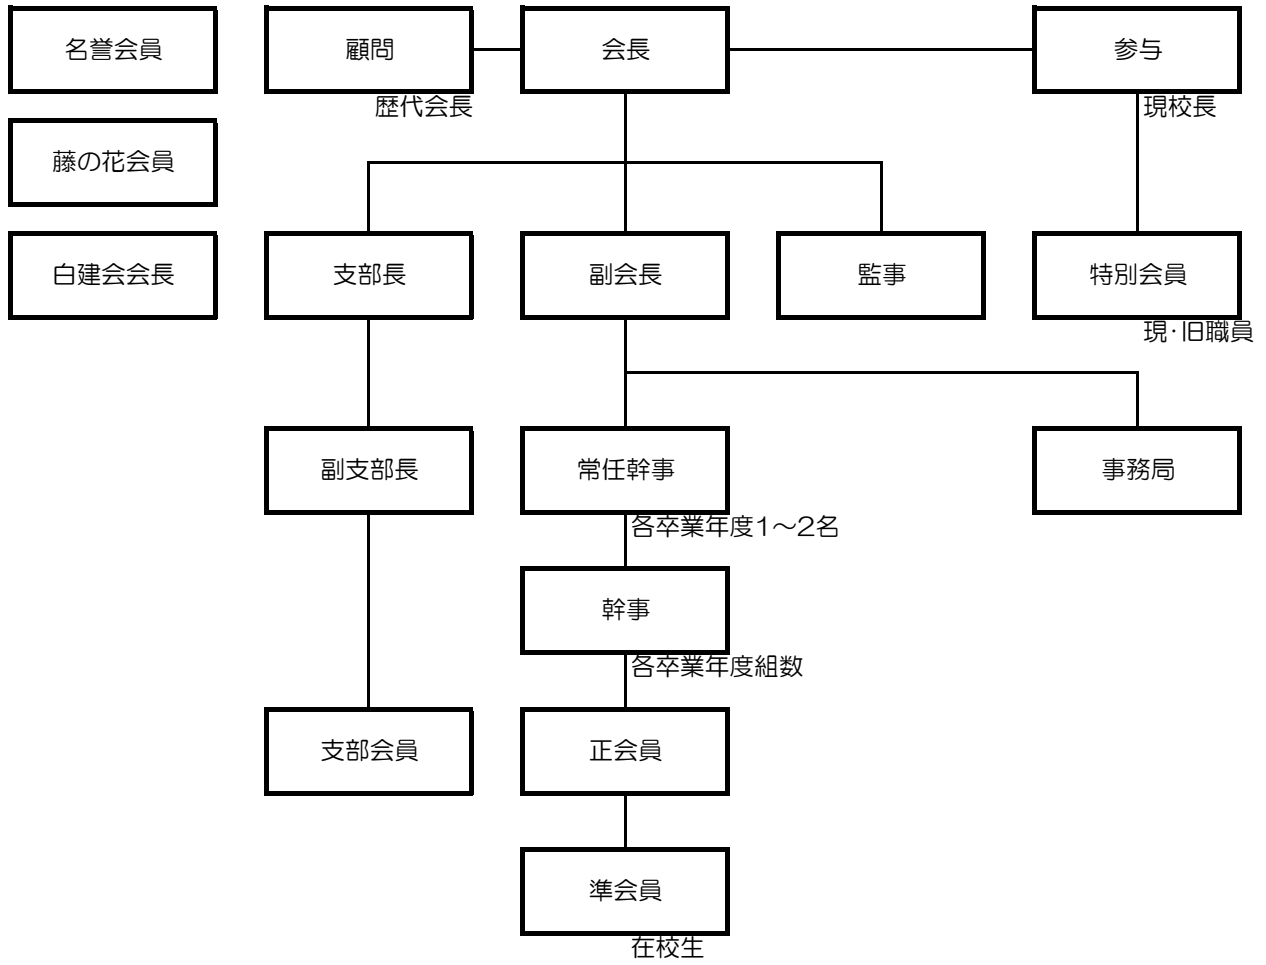 名誉会員
顧問
会長
参与
歴代会長
現校長
藤の花会員
白建会会長
支部長
副会長
監事
特別会員
現・旧職員
副支部長
常任幹事
事務局
各卒業年度1～2名
幹事
各卒業年度組数
支部会員
正会員
準会員
在校生